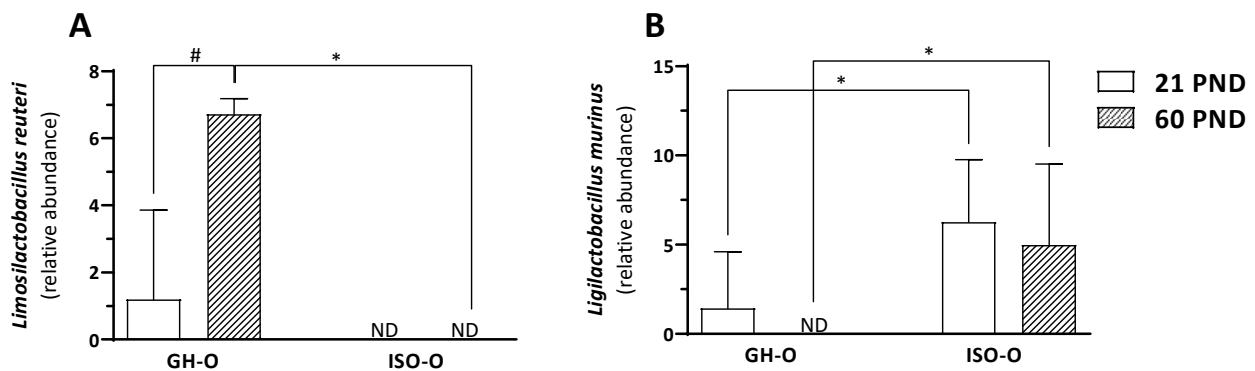 A
Limosilactobacillus reuteri
(relative abundance)
8
6
4
2
0
#
*
ND
ND
GH-O
ISO-O
B
Ligilactobacillus murinus
(relative abundance)
15
10
5
0
*
*
ND
GH-O
ISO-O
21 PND
60 PND